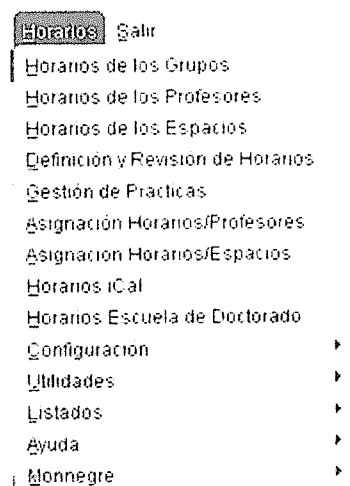 Horarios Salir
Horarios de los Grupos
Horarios de los Profesores
Horarios de los Espacios
Definición y Revisión de Horarios
Gestión de Practicas
Asignación Horarios/Profesores
Asignacion Horarios/Espacios
Horarios iCal
Horarios Escuela de Doctorado
Configuración
Utilidades
Listados
Ayuda
Monnegre